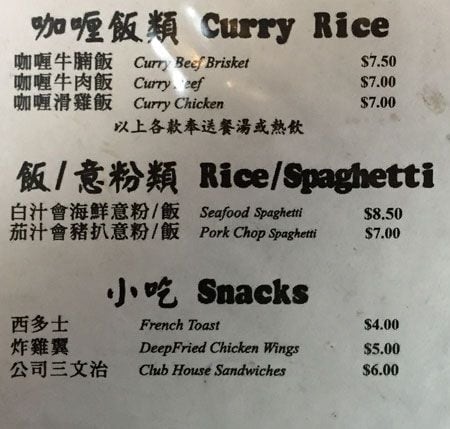 咖喱飯類 Curry Rice
咖喱牛腩飯 Curry Beef Brisket $7.50
咖喱牛肉飯 Curry Beef $7.00
咖喱滑雞飯 Curry Chicken $7.00
以上各款奉送餐湯或熱飲
飯/意粉類 Rice/Spaghetti
白汁會海鮮意粉/飯 Seafood Spaghetti $8.50
茄汁會豬扒意粉/飯 Pork Chop Spaghetti $7.00
小吃 Snacks
西多士 French Toast $4.00
炸雞翼 DeepFried Chicken Wings $5.00
公司三文治 Club House Sandwiches $6.00